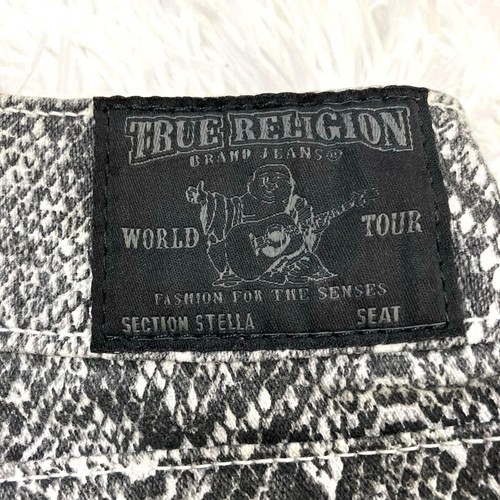 TRUE RELIGION
BRAND JEANS®
WORLD TOUR
FASHION FOR THE SENSES
SECTION STELLA SEAT